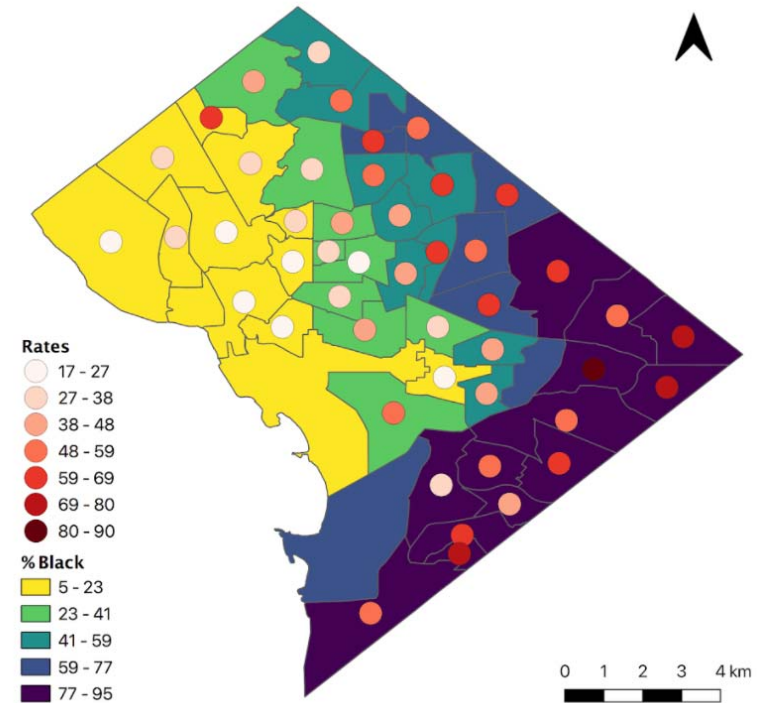 Rates
17 - 27
27 - 38
38 - 48
48 - 59
59 - 69
69 - 80
80 - 90
% Black
5 - 23
23 - 41
41 - 59
59 - 77
77 - 95
0 1 2 3 4 km